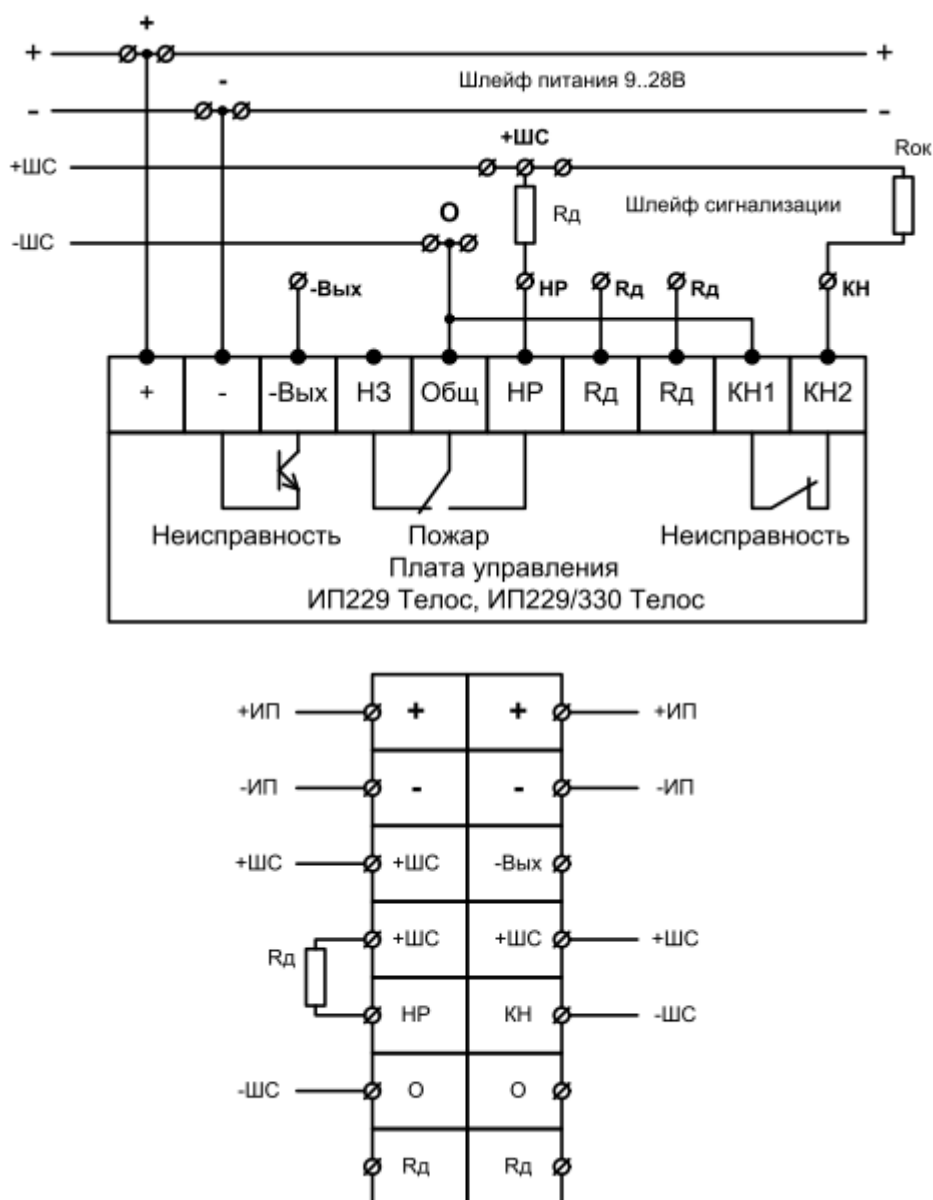 +
+ +
Шлейф питания 9..28В
-
- -
+ШС
+ШС
Rок
Rд
Шлейф сигнализации
О
-ШС
-Вых
НР
Rд
Rд
КН
+ - -Вых НЗ Общ НР Rд Rд КН1 КН2
Неисправность Пожар Неисправность
Плата управления
ИП229 Телос, ИП229/330 Телос
+ИП + + +ИП
-ИП - - -ИП
+ШС +ШС -Вых
+ШС +ШС +ШС
Rд
НР КН -ШС
-ШС О О
Rд Rд